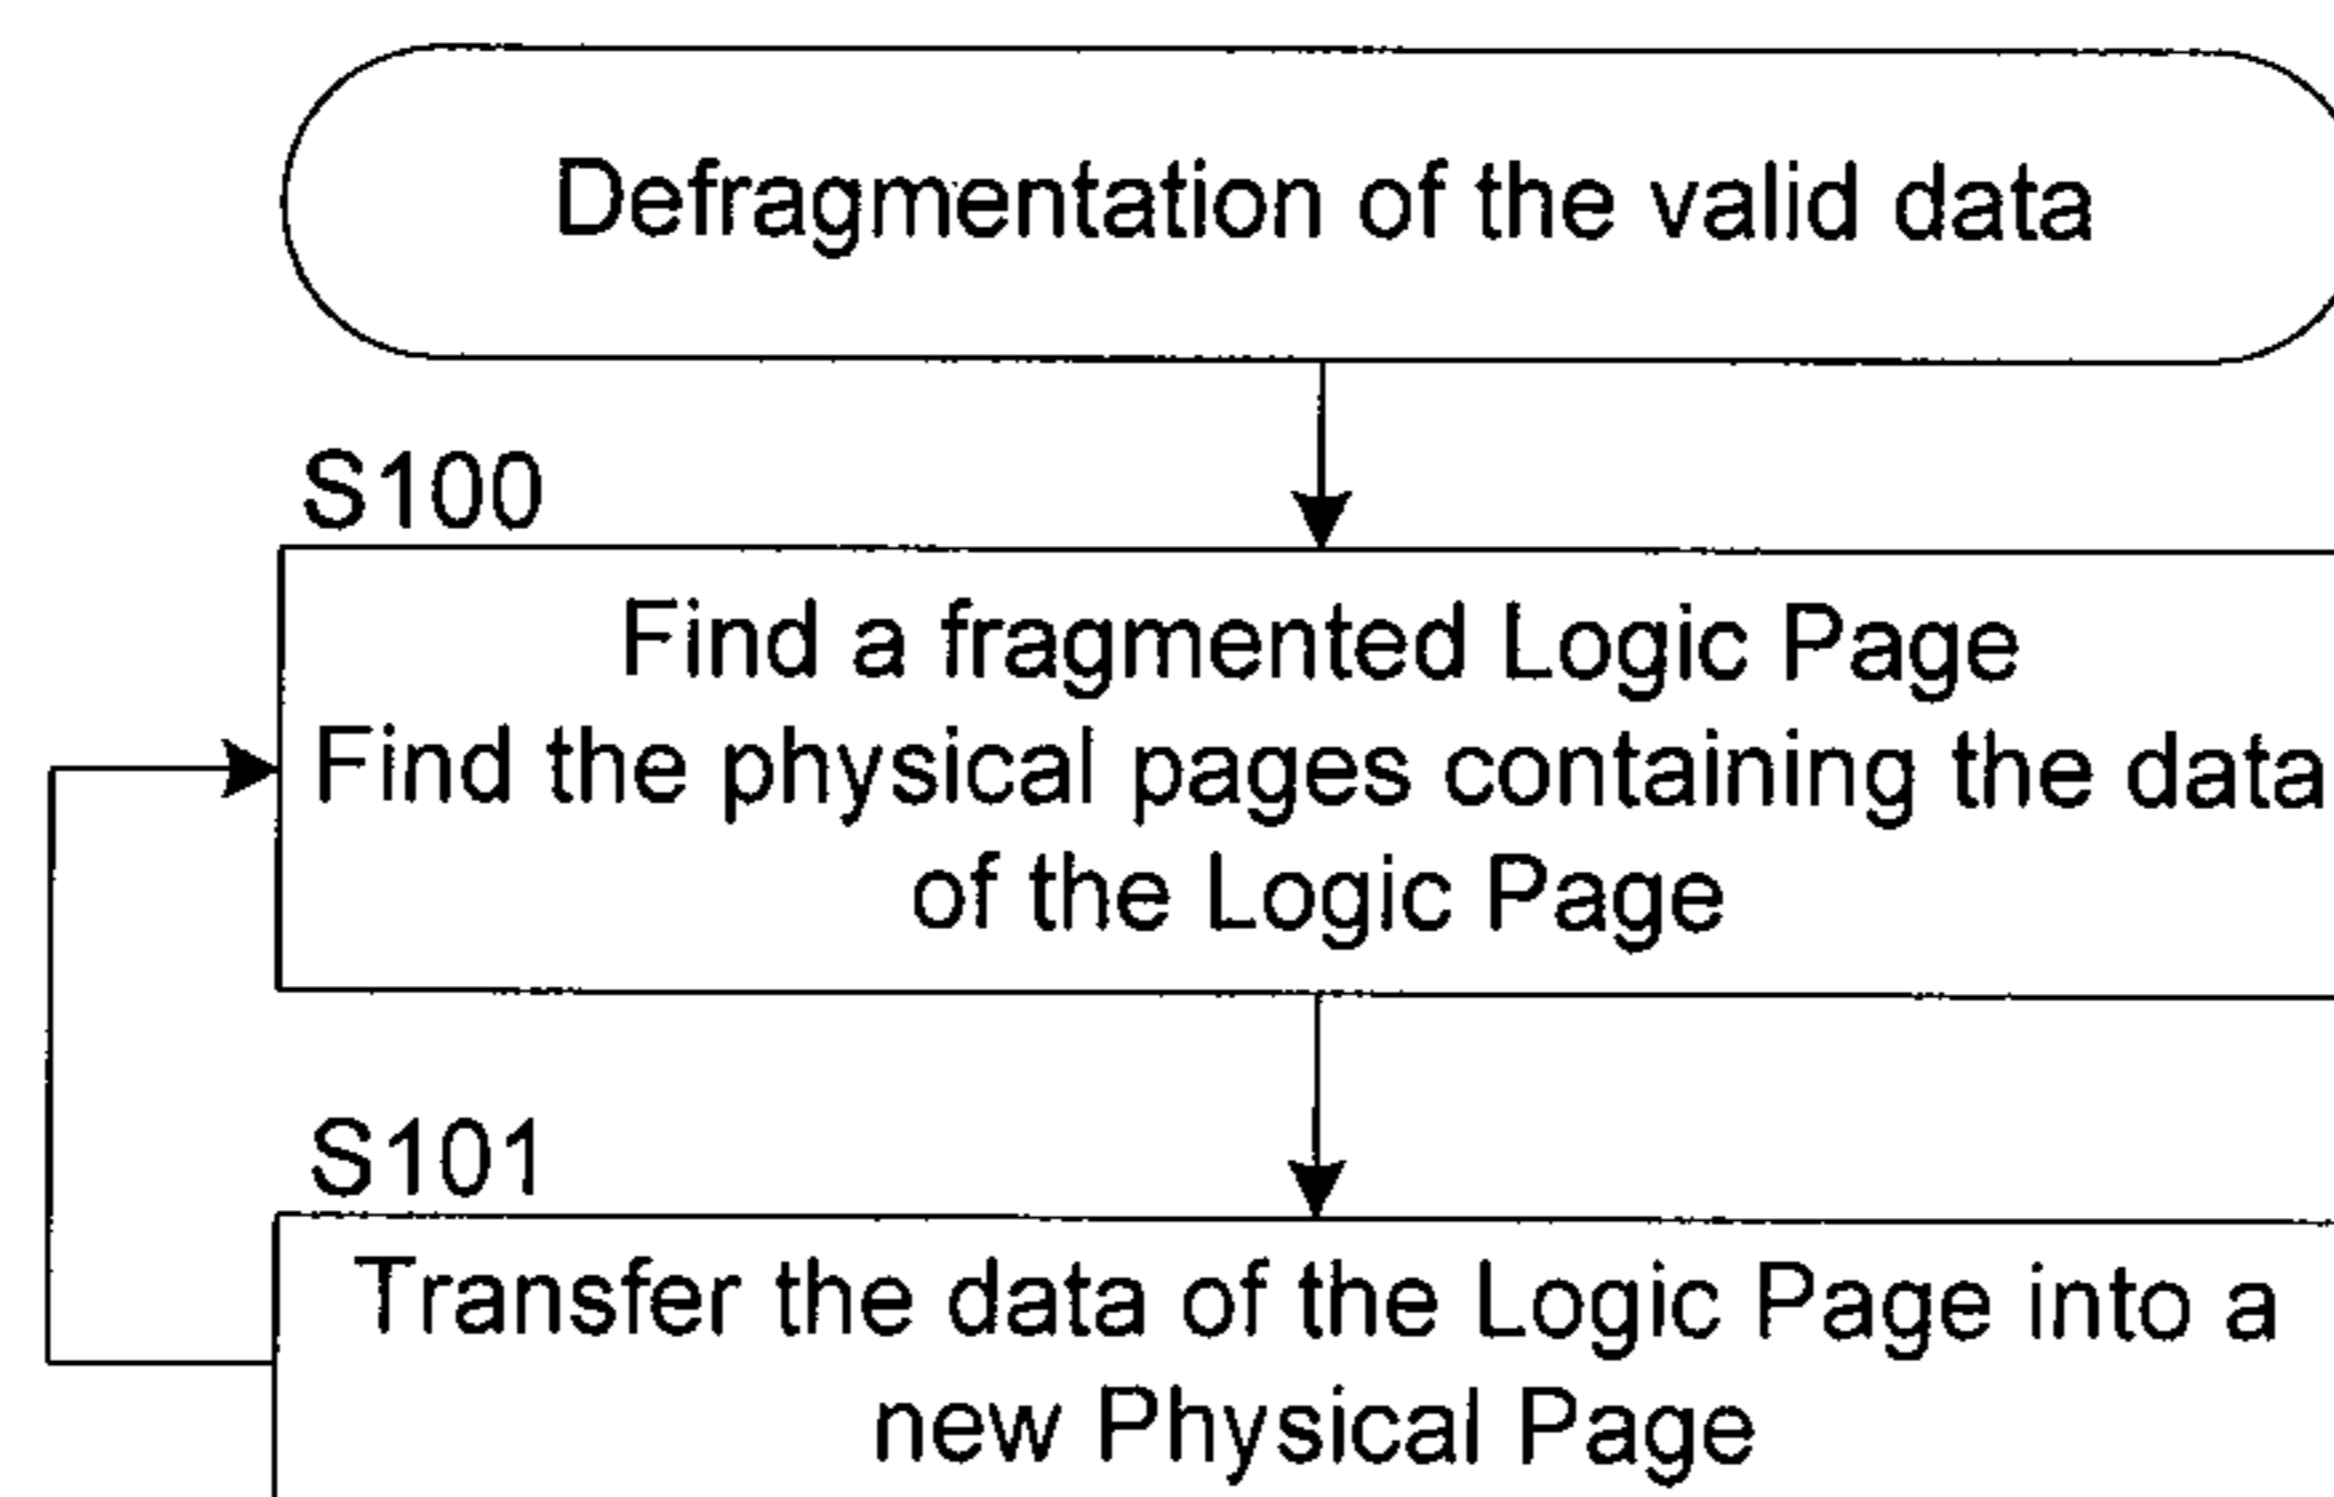 Defragmentation of the valid data
S100
Find a fragmented Logic Page
Find the physical pages containing the data
of the Logic Page
S101
Transfer the data of the Logic Page into a
new Physical Page